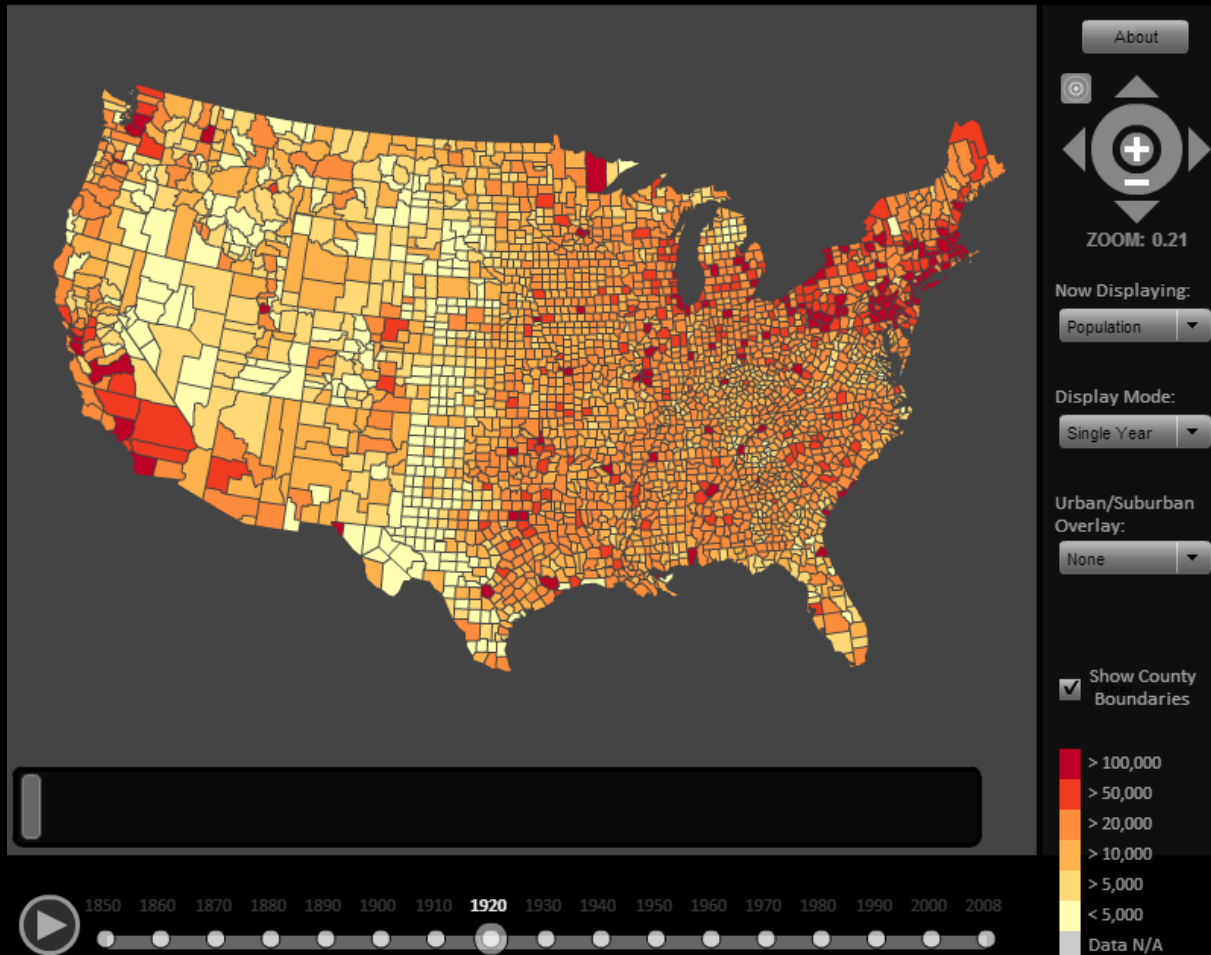 About
ZOOM: 0.21
Now Displaying:
Population
Display Mode:
Single Year
Urban/Suburban
Overlay:
None
Show County
Boundaries
> 100,000
> 50,000
> 20,000
> 10,000
> 5,000
< 5,000
Data N/A
1850 1860 1870 1880 1890 1900 1910 1920 1930 1940 1950 1960 1970 1980 1990 2000 2008